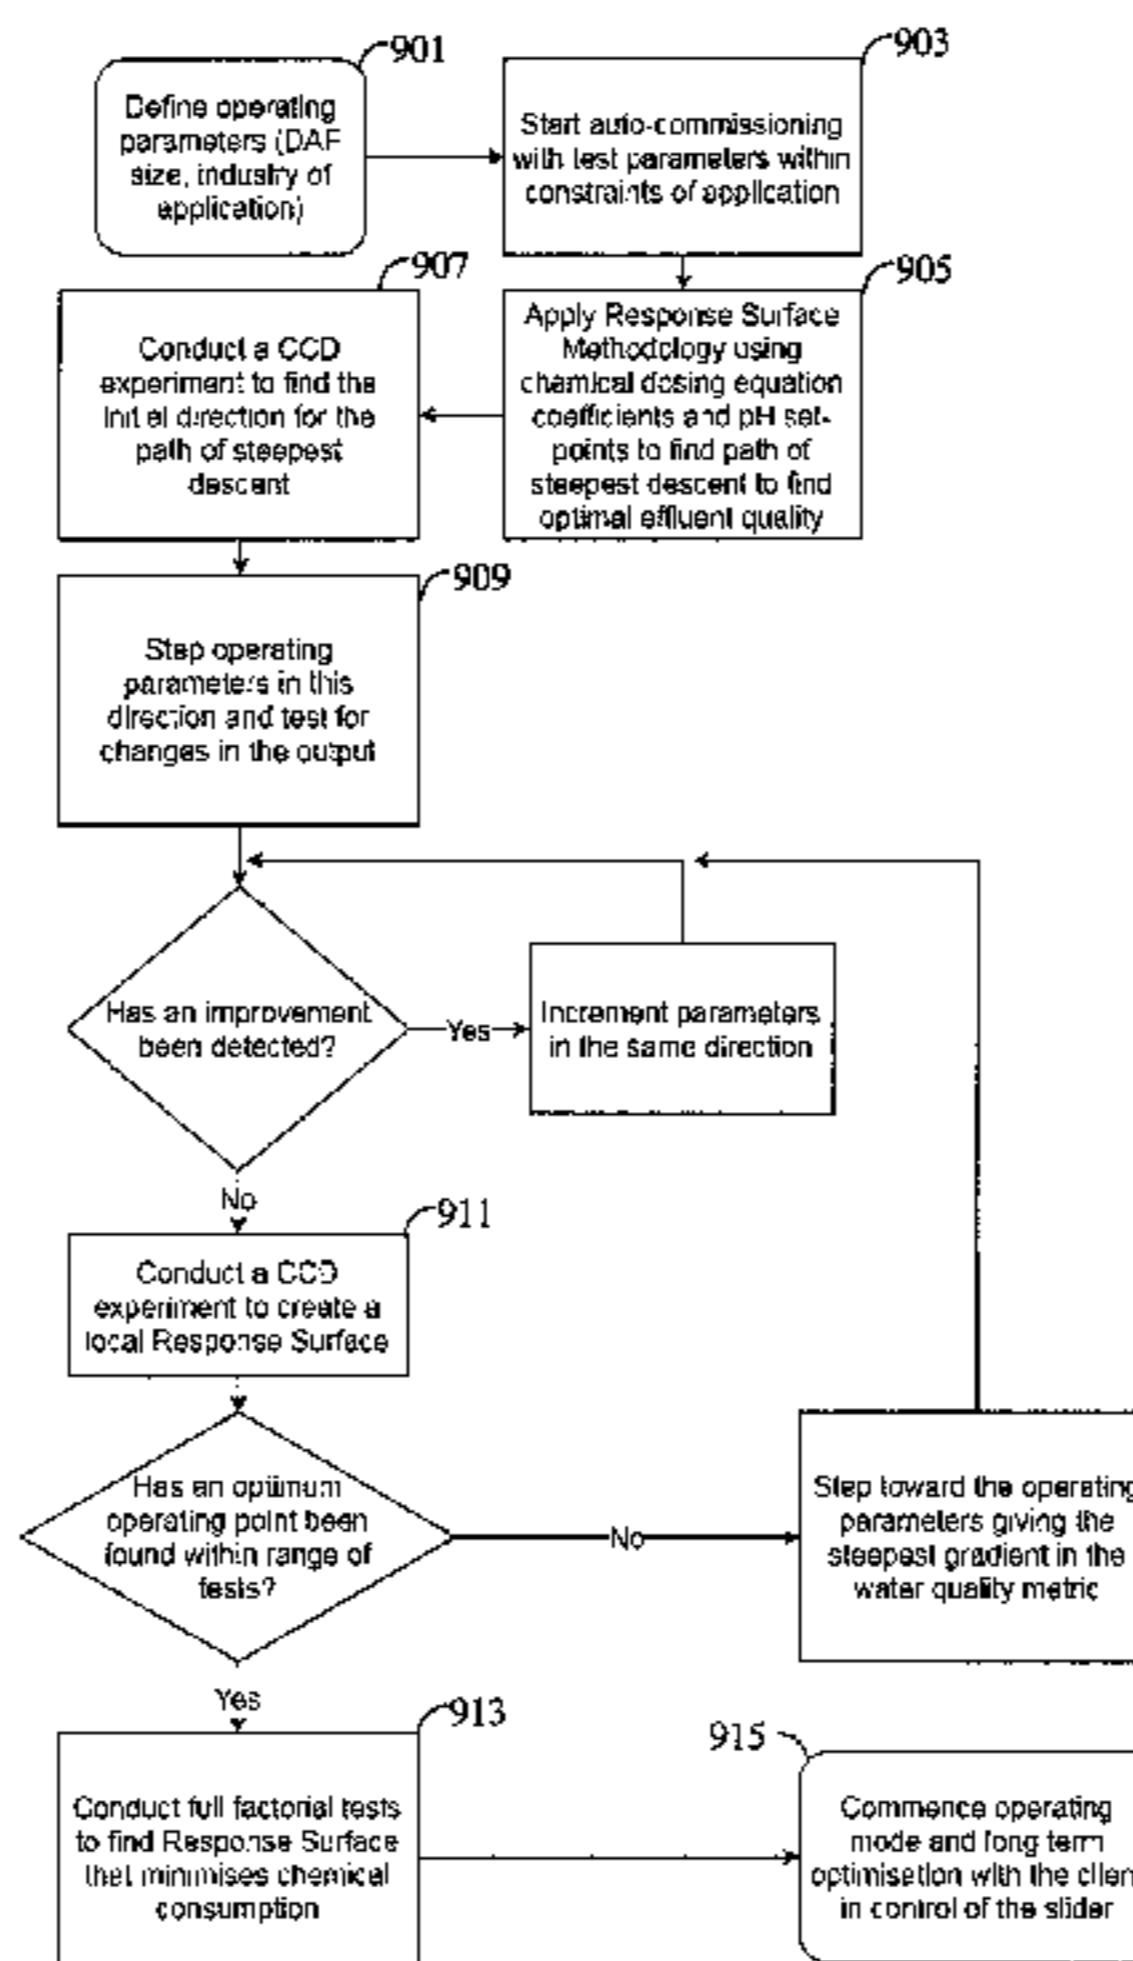 901
Define operating
parameters (DAF
size, industry of
application)
903
Start auto-commissioning
with test parameters within
constraints of application
905
Apply Response Surface
Methodology using
chemical dosing equation
coefficients and pH set-
points to find path of
steepest descent to find
optimal effluent quality
907
Conduct a CCD
experiment to find the
initial direction for the
path of steepest
descent
909
Step operating
parameters in this
direction and test for
changes in the output
Has an improvement
been detected?
Yes
Increment parameters
in the same direction
No
911
Conduct a CCD
experiment to create a
local Response Surface
Has an optimum
operating point been
found within range of
tests?
No
Step toward the operating
parameters giving the
steepest gradient in the
water quality metric
Yes
913
Conduct full factorial tests
to find Response Surface
that minimises chemical
consumption
915
Commence operating
mode and long term
optimisation with the clien
in control of the slider